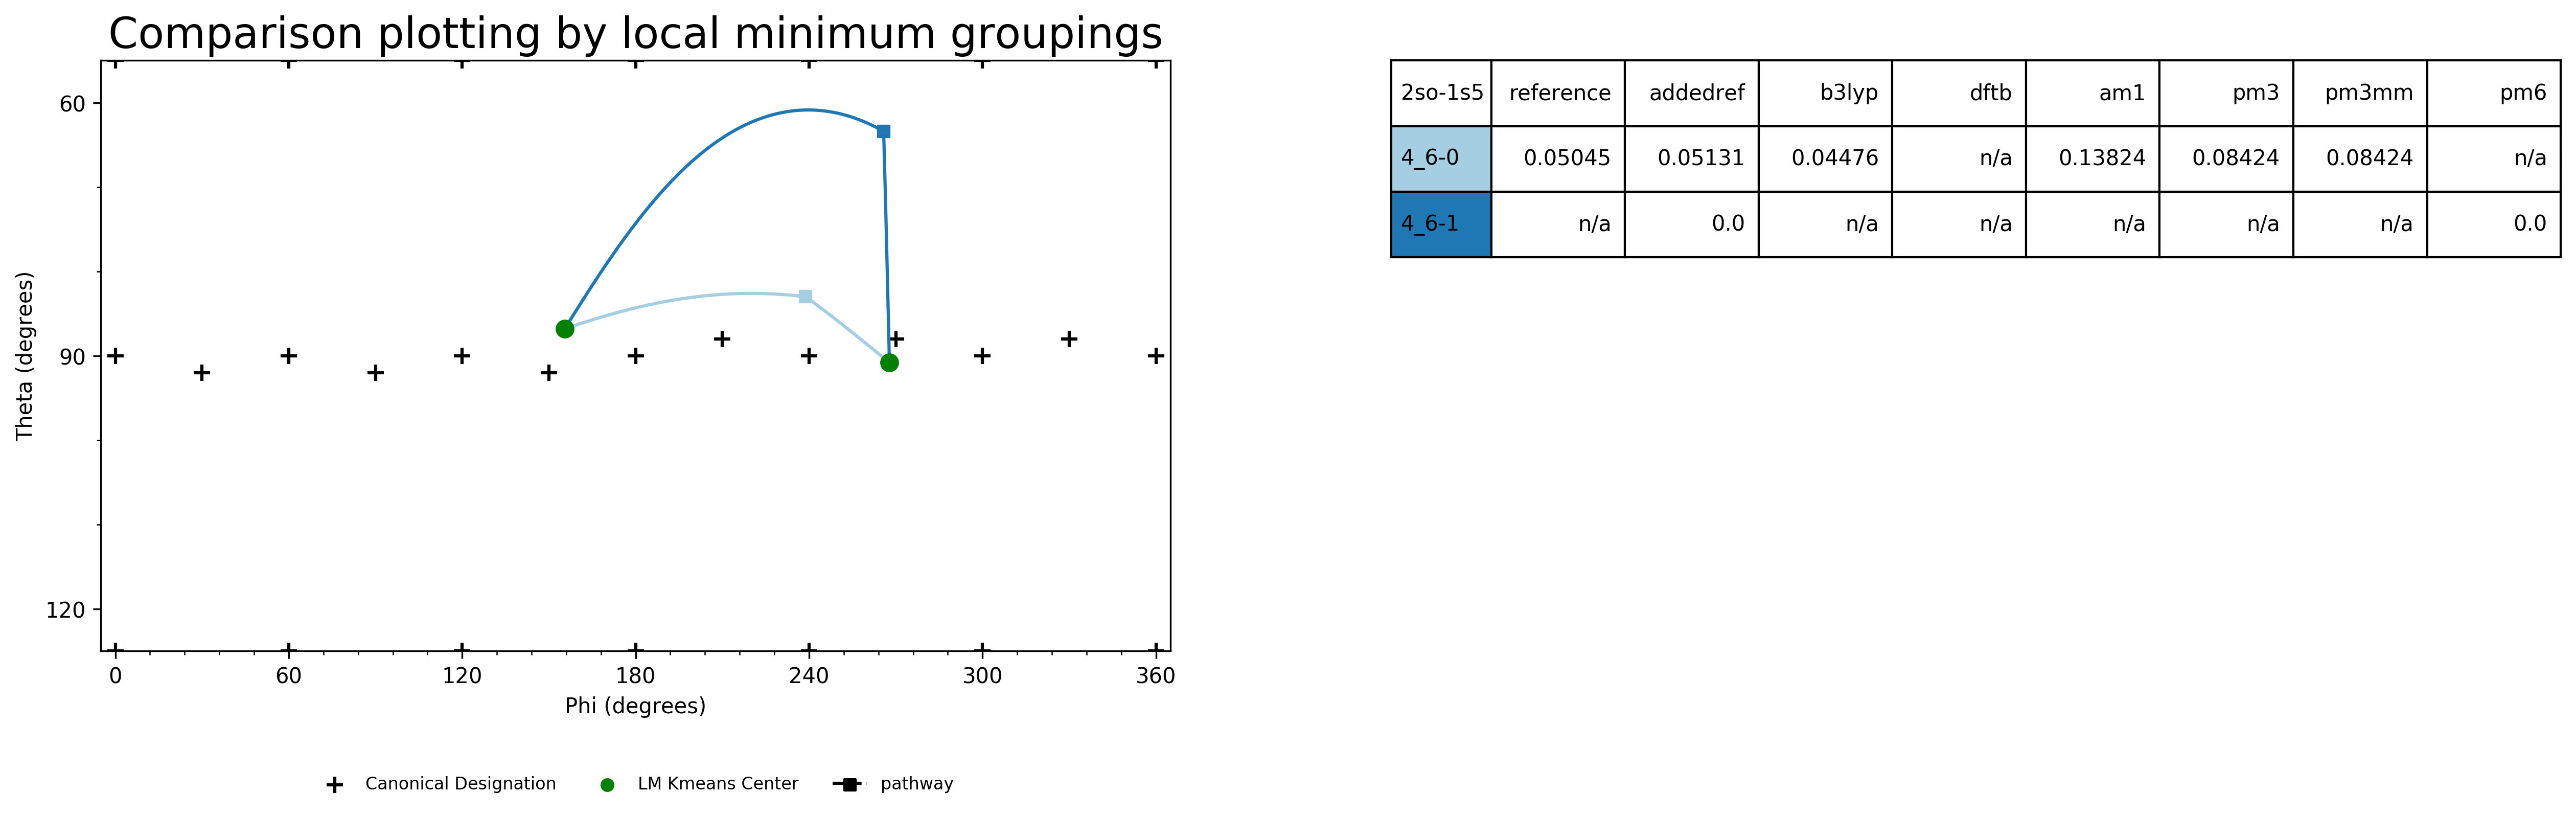 Comparison plotting by local minimum groupings
60
90
120
Theta (degrees)
0 60 120 180 240 300 360
Phi (degrees)
Canonical Designation LM Kmeans Center pathway
2so-1s5 reference addedref b3lyp dftb am1 pm3 pm3mm pm6
4_6-0 0.05045 0.05131 0.04476 n/a 0.13824 0.08424 0.08424 n/a
4_6-1 n/a 0.0 n/a n/a n/a n/a n/a 0.0